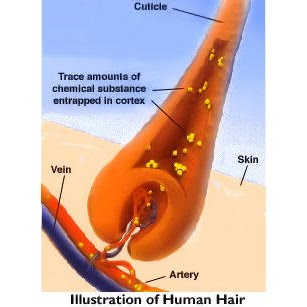 Cuticle
Trace amounts of
chemical substance
entrapped in cortex
Skin
Vein
Artery
Illustration of Human Hair